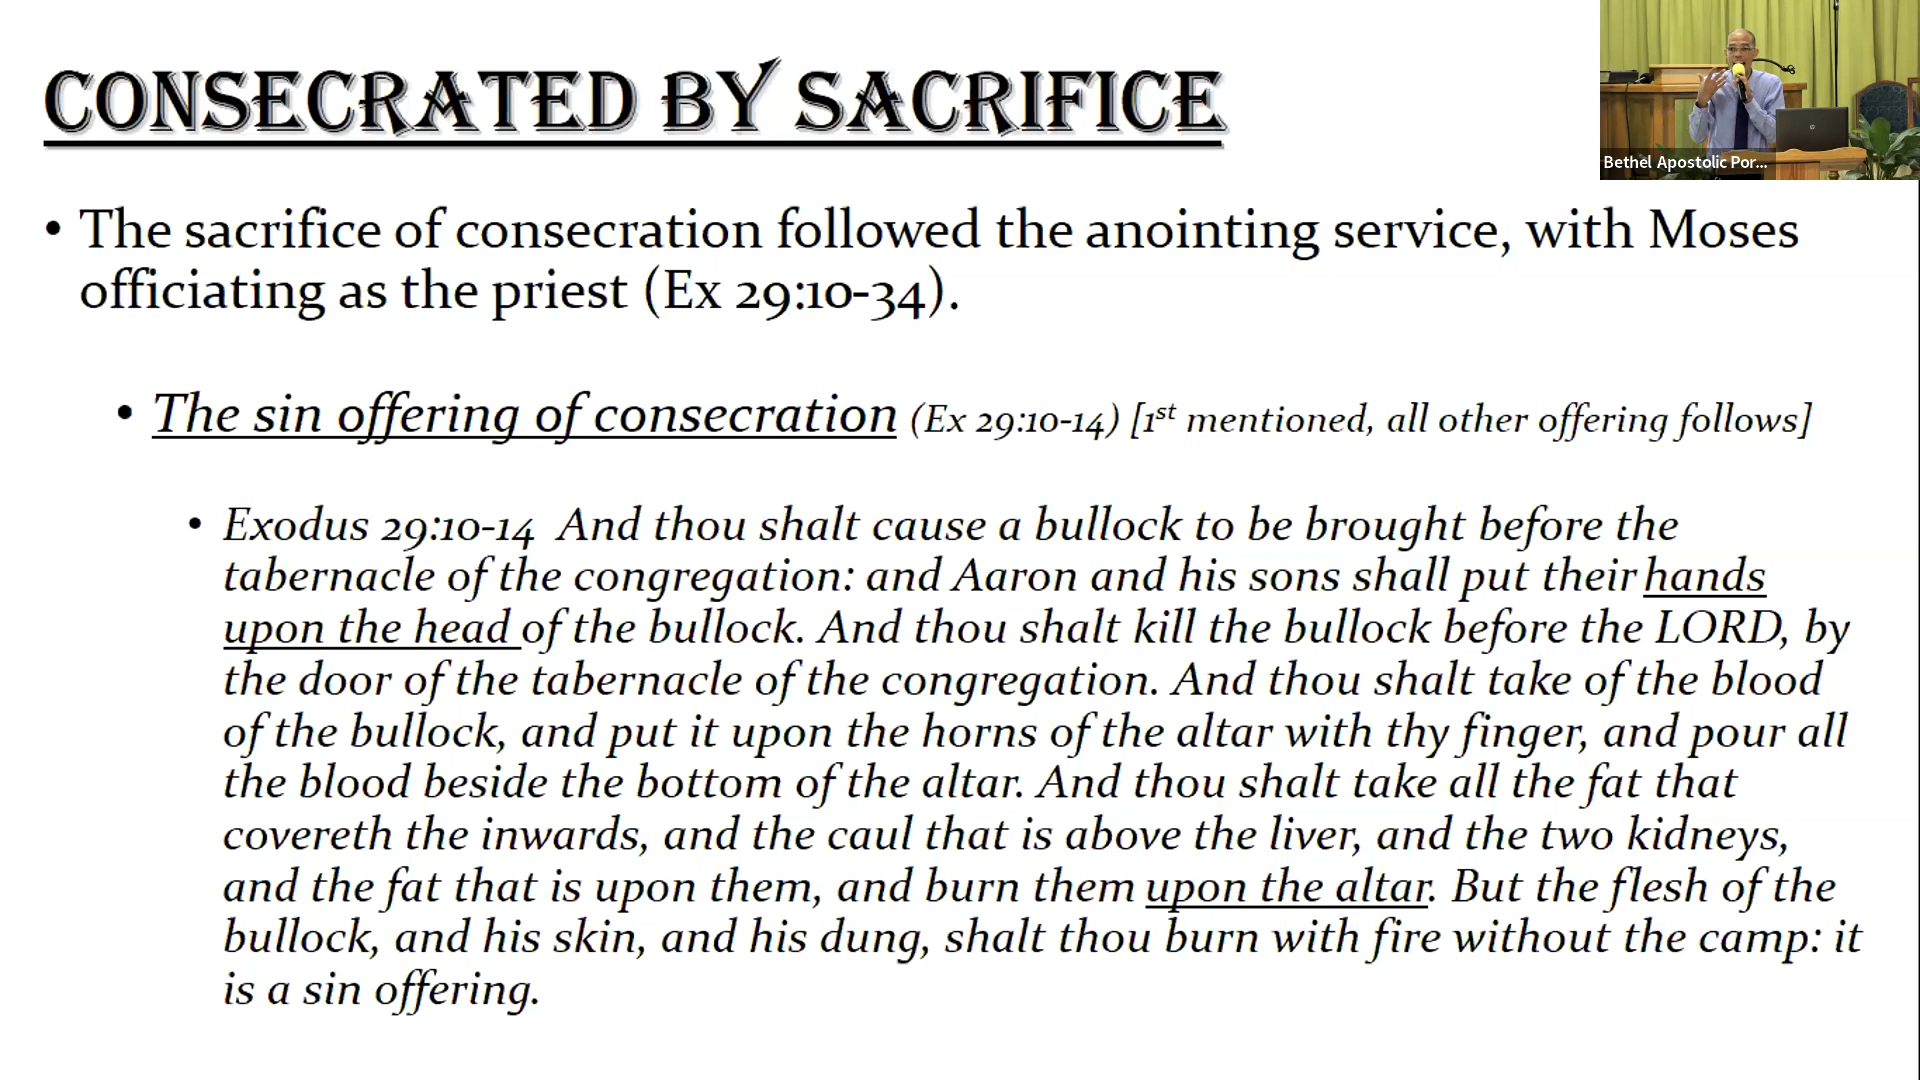 CONSECRATED BY SACRIFICE
Bethel Apostolic Por...
• The sacrifice of consecration followed the anointing service, with Moses
officiating as the priest (Ex 29:10-34).
• The sin offering of consecration (Ex 29:10-14) [1st mentioned, all other offering follows]
• Exodus 29:10-14 And thou shalt cause a bullock to be brought before the
tabernacle of the congregation: and Aaron and his sons shall put their hands
upon the head of the bullock. And thou shalt kill the bullock before the LORD, by
the door of the tabernacle of the congregation. And thou shalt take of the blood
of the bullock, and put it upon the horns of the altar with thy finger, and pour all
the blood beside the bottom of the altar. And thou shalt take all the fat that
covereth the inwards, and the caul that is above the liver, and the two kidneys,
and the fat that is upon them, and burn them upon the altar. But the flesh of the
bullock, and his skin, and his dung, shalt thou burn with fire without the camp: it
is a sin offering.